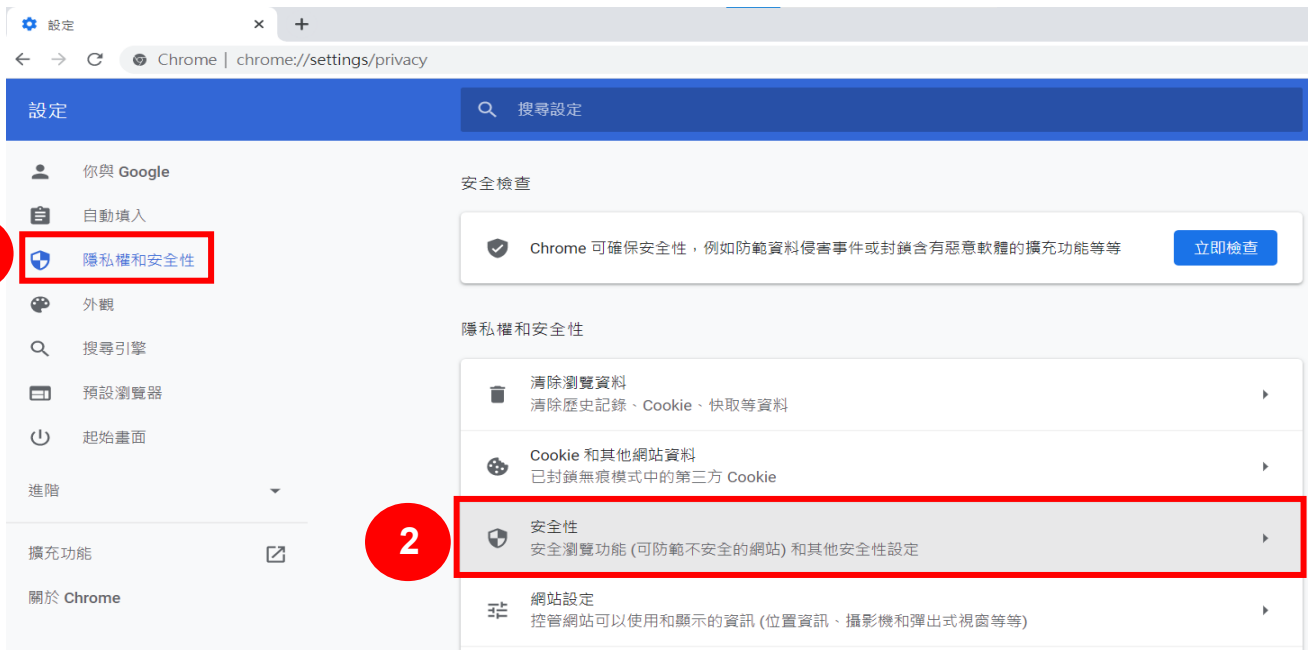 設定
Chrome | chrome://settings/privacy
設定
搜尋設定
你與 Google
自動填入
隱私權和安全性
外觀
搜尋引擎
預設瀏覽器
起始畫面
進階
擴充功能
關於 Chrome
安全檢查
Chrome 可確保安全性，例如防範資料侵害事件或封鎖含有惡意軟體的擴充功能等等
立即檢查
隱私權和安全性
清除瀏覽資料
清除歷史記錄、Cookie、快取等資料
Cookie 和其他網站資料
已封鎖無痕模式中的第三方 Cookie
2
安全性
安全瀏覽功能 (可防範不安全的網站) 和其他安全性設定
網站設定
控管網站可以使用和顯示的資訊 (位置資訊、攝影機和彈出式視窗等等)